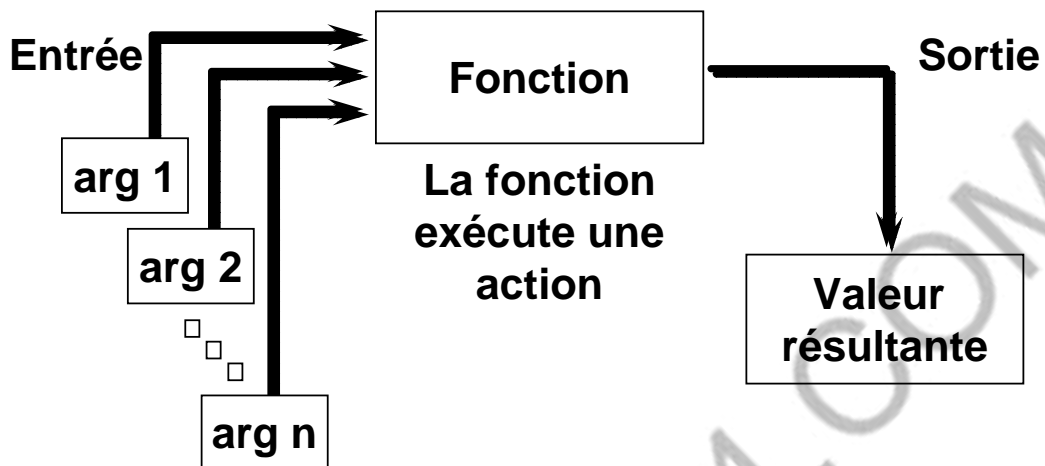 Entrée
Fonction
Sortie
arg 1
La fonction
exécute une
action
arg 2
Valeur
résultante
arg n